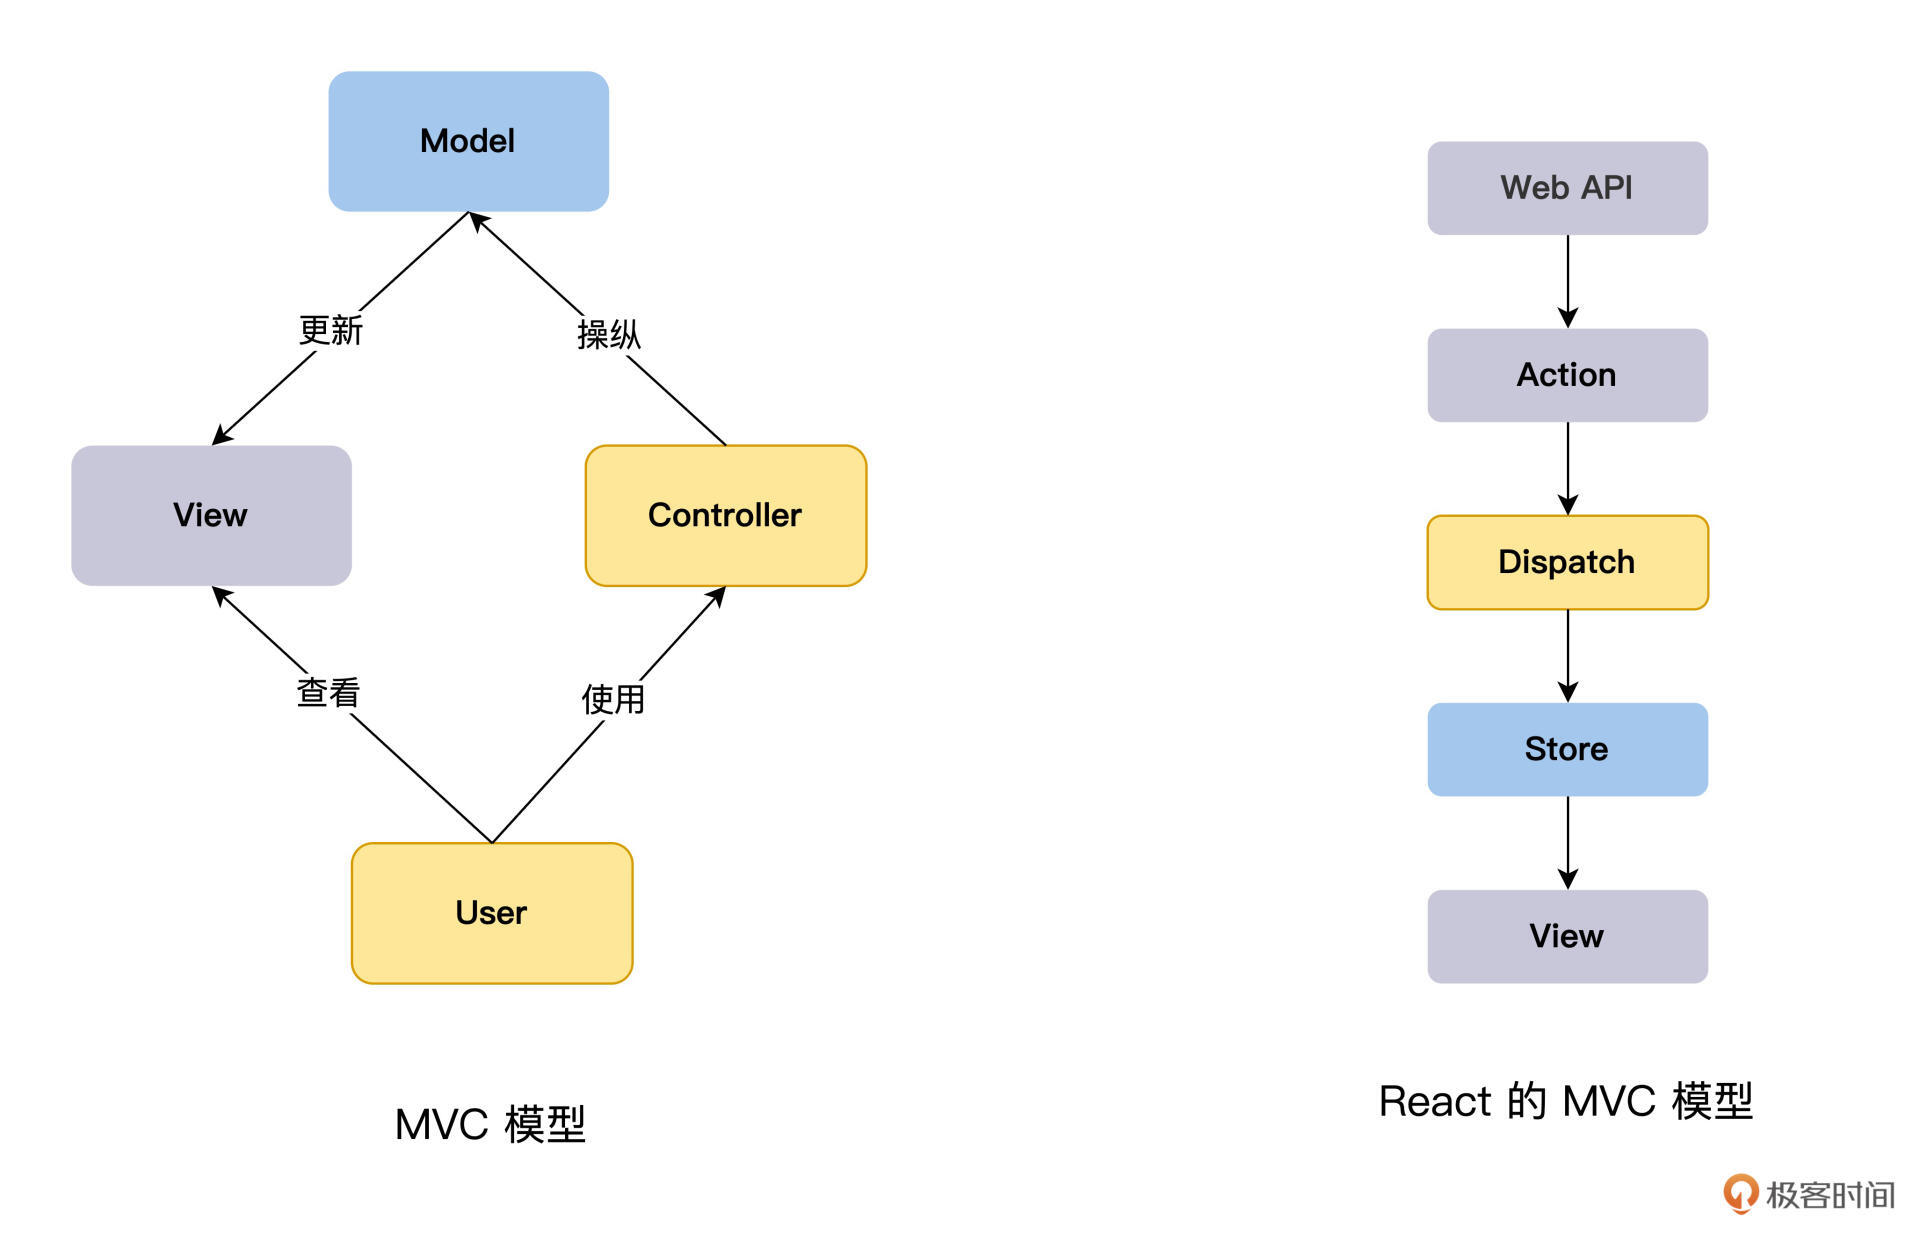 Model
更新
操纵
View
Controller
查看
使用
User
MVC 模型
Web API
Action
Dispatch
Store
View
React 的 MVC 模型
极客时间